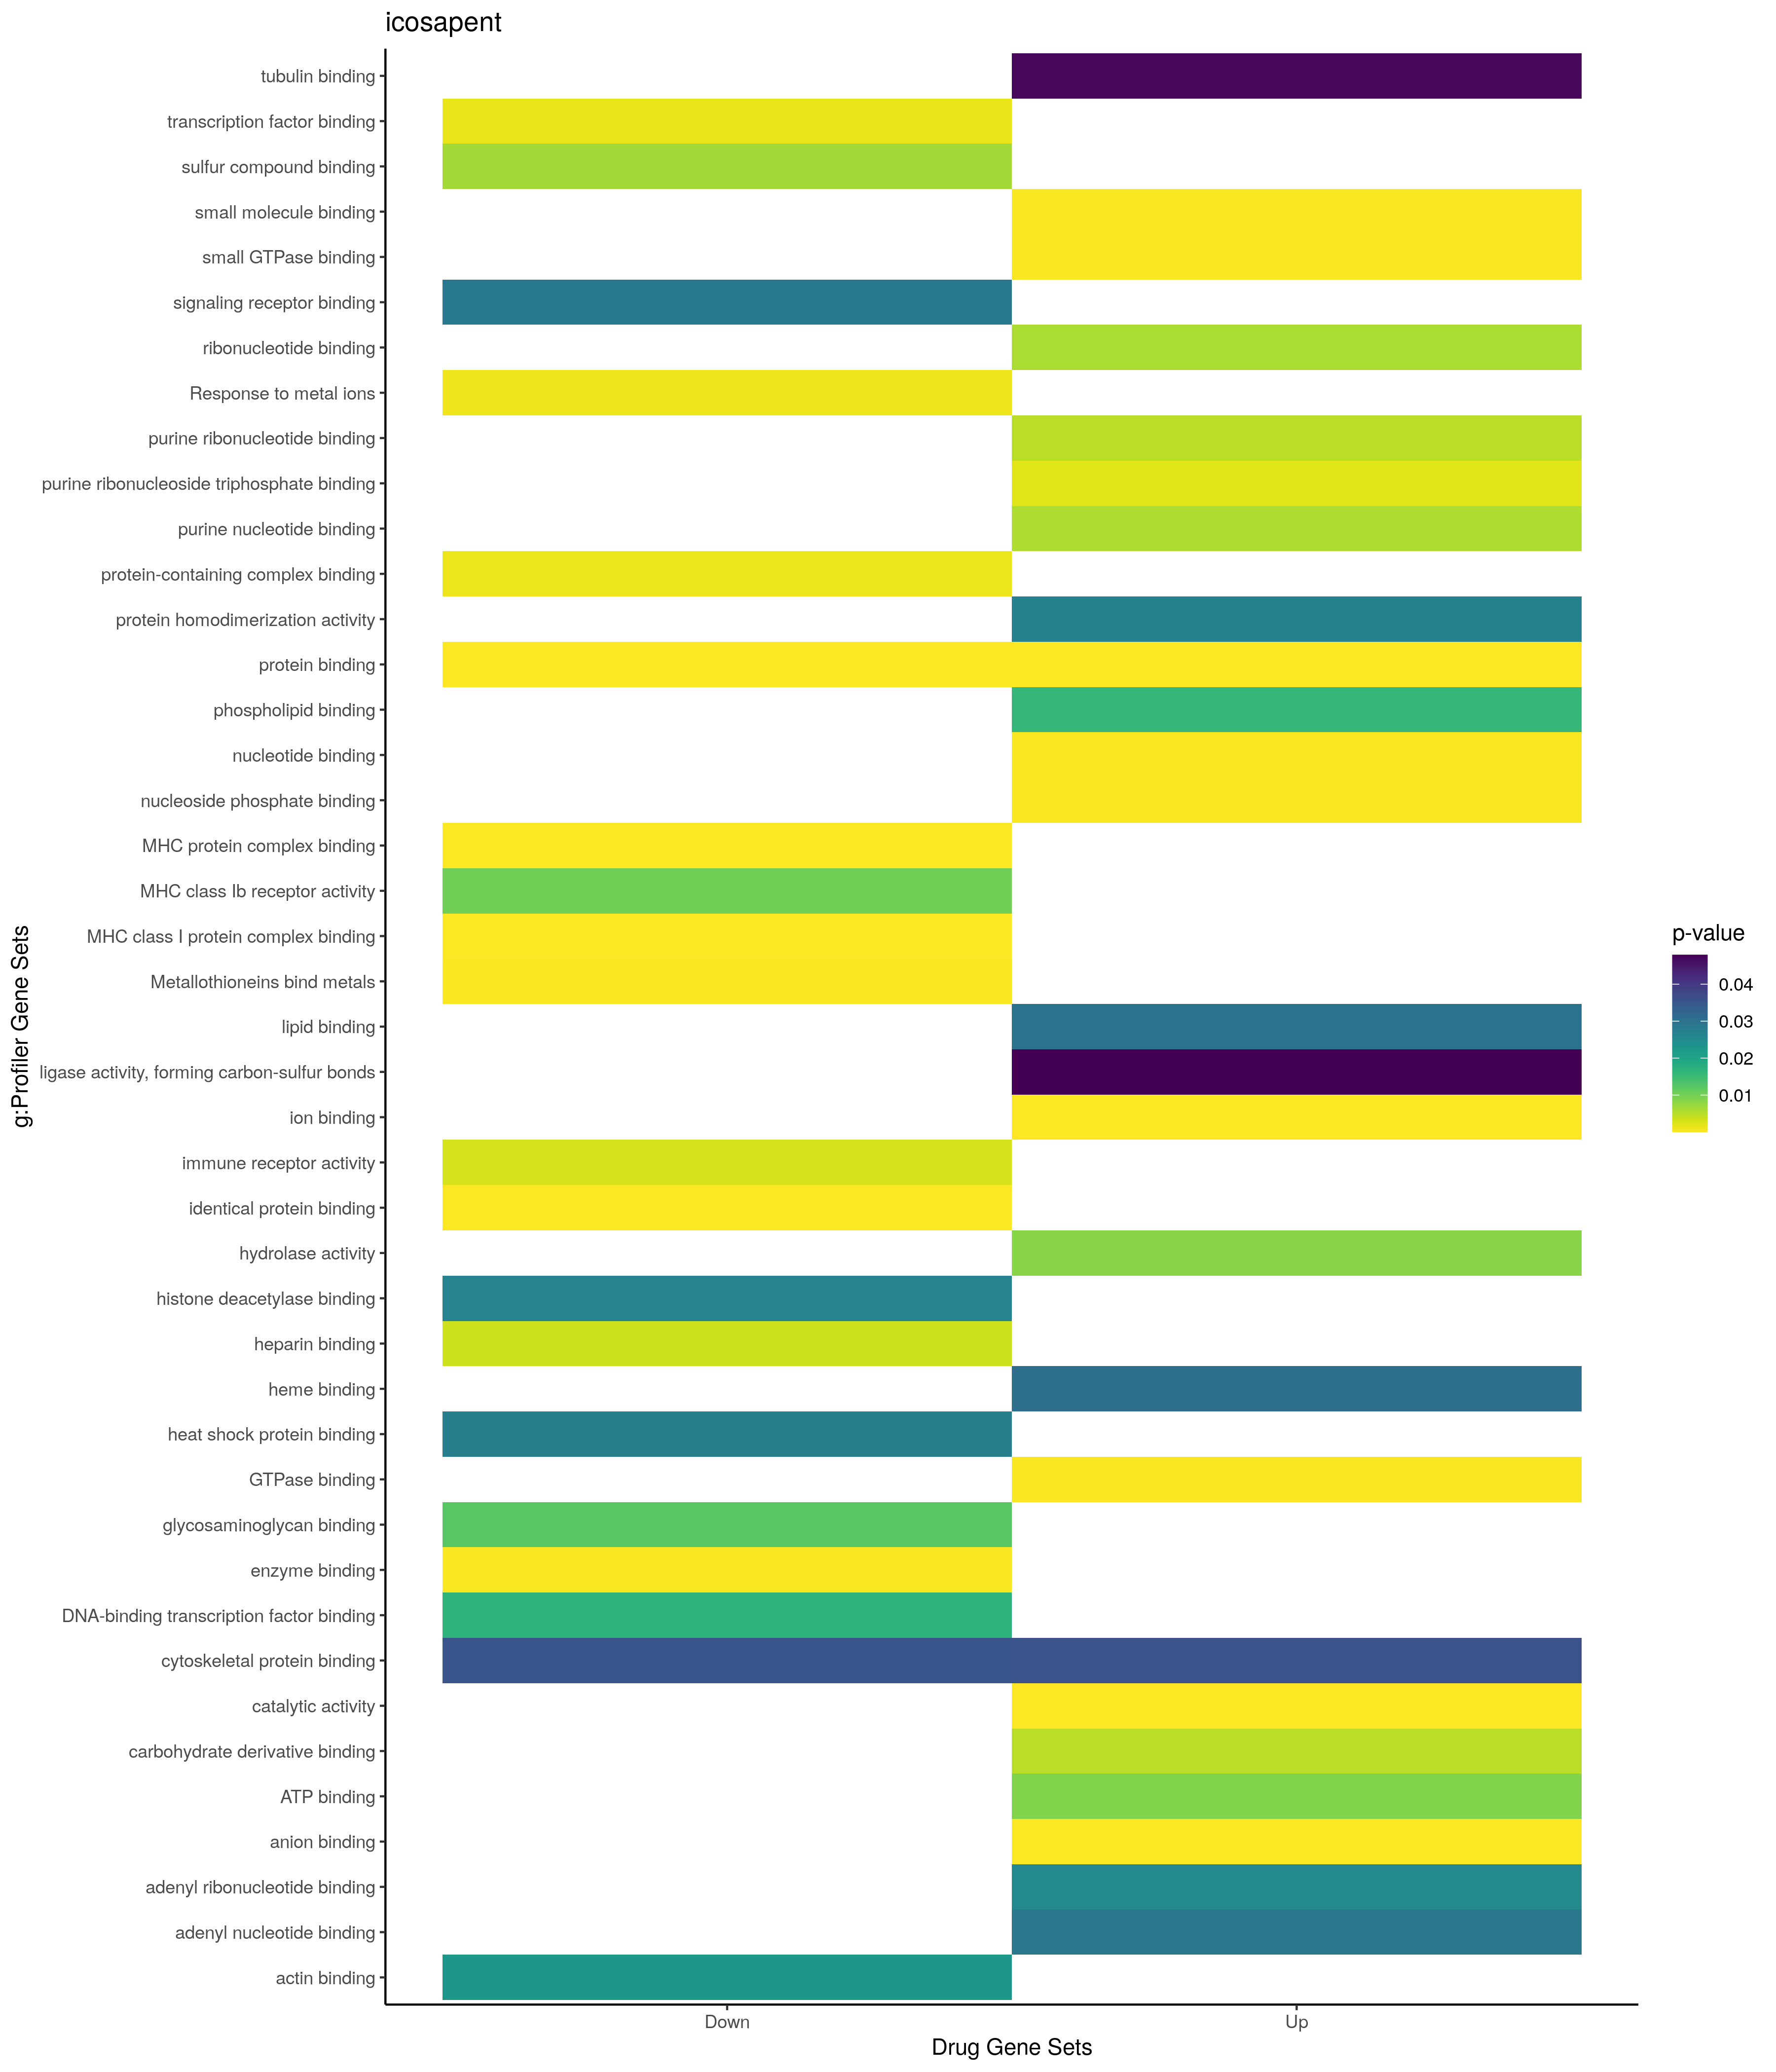 icosapent
tubulin binding
transcription factor binding
sulfur compound binding
small molecule binding
small GTPase binding
signaling receptor binding
ribonucleotide binding
Response to metal ions
purine ribonucleotide binding
purine ribonucleoside triphosphate binding
purine nucleotide binding
protein-containing complex binding
protein homodimerization activity
protein binding
phospholipid binding
nucleotide binding
nucleoside phosphate binding
MHC protein complex binding
MHC class Ib receptor activity
MHC class I protein complex binding
Metallothioneins bind metals
lipid binding
ligase activity, forming carbon-sulfur bonds
ion binding
immune receptor activity
identical protein binding
hydrolase activity
histone deacetylase binding
heparin binding
heme binding
heat shock protein binding
GTPase binding
glycosaminoglycan binding
enzyme binding
DNA-binding transcription factor binding
cytoskeletal protein binding
catalytic activity
carbohydrate derivative binding
ATP binding
anion binding
adenyl ribonucleotide binding
adenyl nucleotide binding
actin binding
g:Profiler Gene Sets
Down
Up
Drug Gene Sets
p-value
0.04
0.03
0.02
0.01